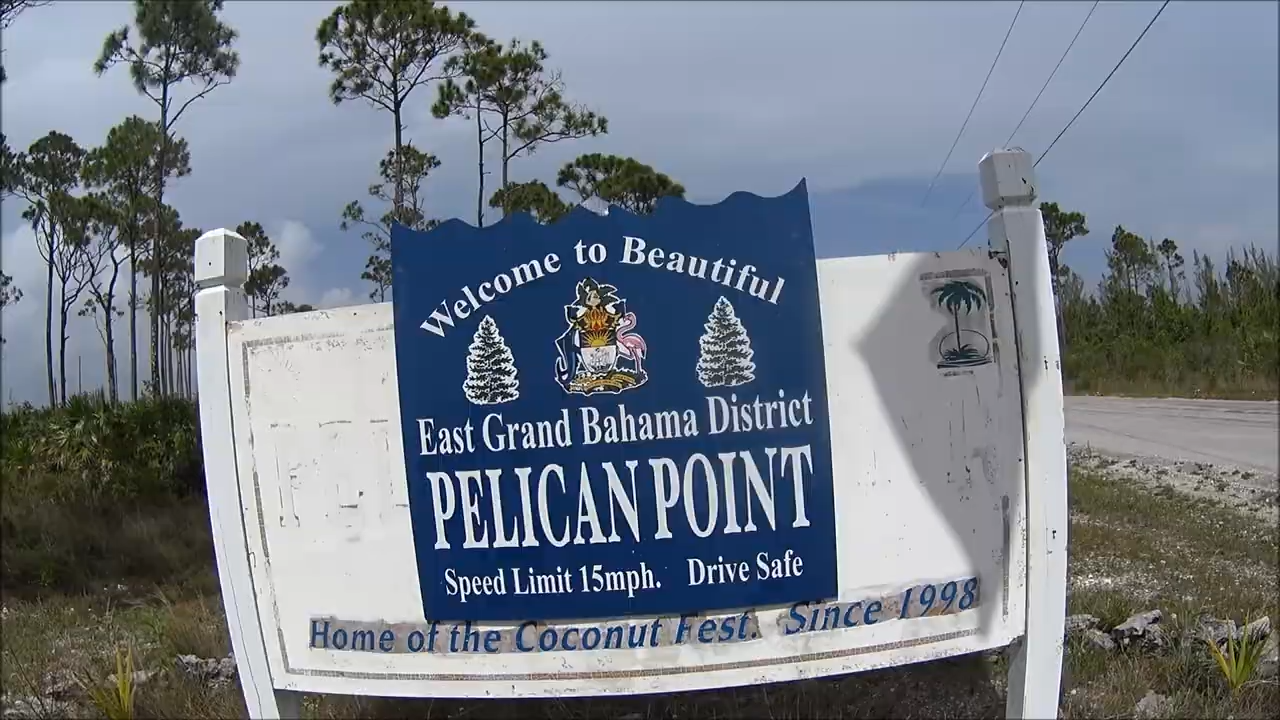 Welcome to Beautiful
East Grand Bahama District
PELICAN POINT
Speed Limit 15mph. Drive Safe
Home of the Coconut Fest. Since 1998